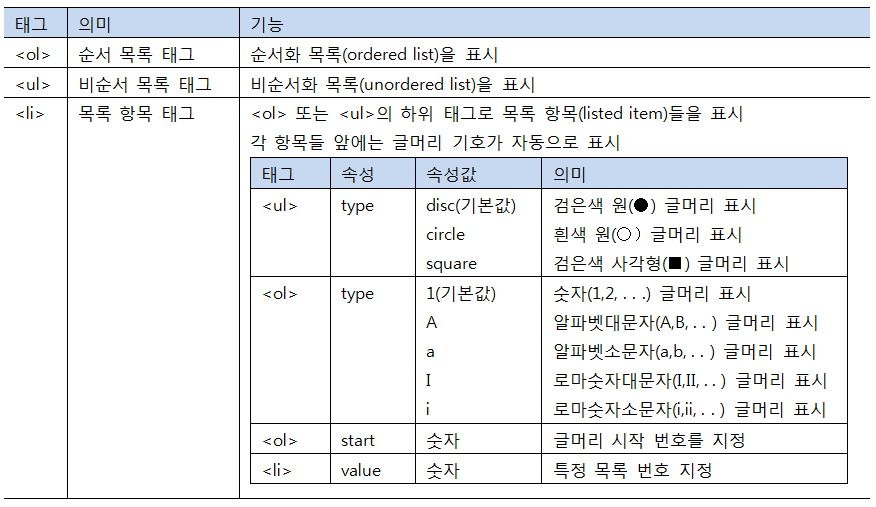 태그 의미 기능
<ol> 순서 목록 태그 순서화 목록(ordered list)을 표시
<ul> 비순서 목록 태그 비순서화 목록(unordered list)을 표시
<li> 목록 항목 태그 <ol> 또는 <ul>의 하위 태그로 목록 항목(listed item)들을 표시
각 항목들 앞에는 글머리 기호가 자동으로 표시
태그 속성 속성값 의미
<ul> type disc(기본값) 검은색 원(●) 글머리 표시
circle 흰색 원(○) 글머리 표시
square 검은색 사각형(■) 글머리 표시
<ol> type 1(기본값) 숫자(1,2, . . .) 글머리 표시
A 알파벳대문자(A,B, . . ) 글머리 표시
a 알파벳소문자(a,b, . . ) 글머리 표시
I 로마숫자대문자(I,II, . . ) 글머리 표시
i 로마숫자소문자(i,ii, . . ) 글머리 표시
<ol> start 숫자 글머리 시작 번호를 지정
<li> value 숫자 특정 목록 번호 지정